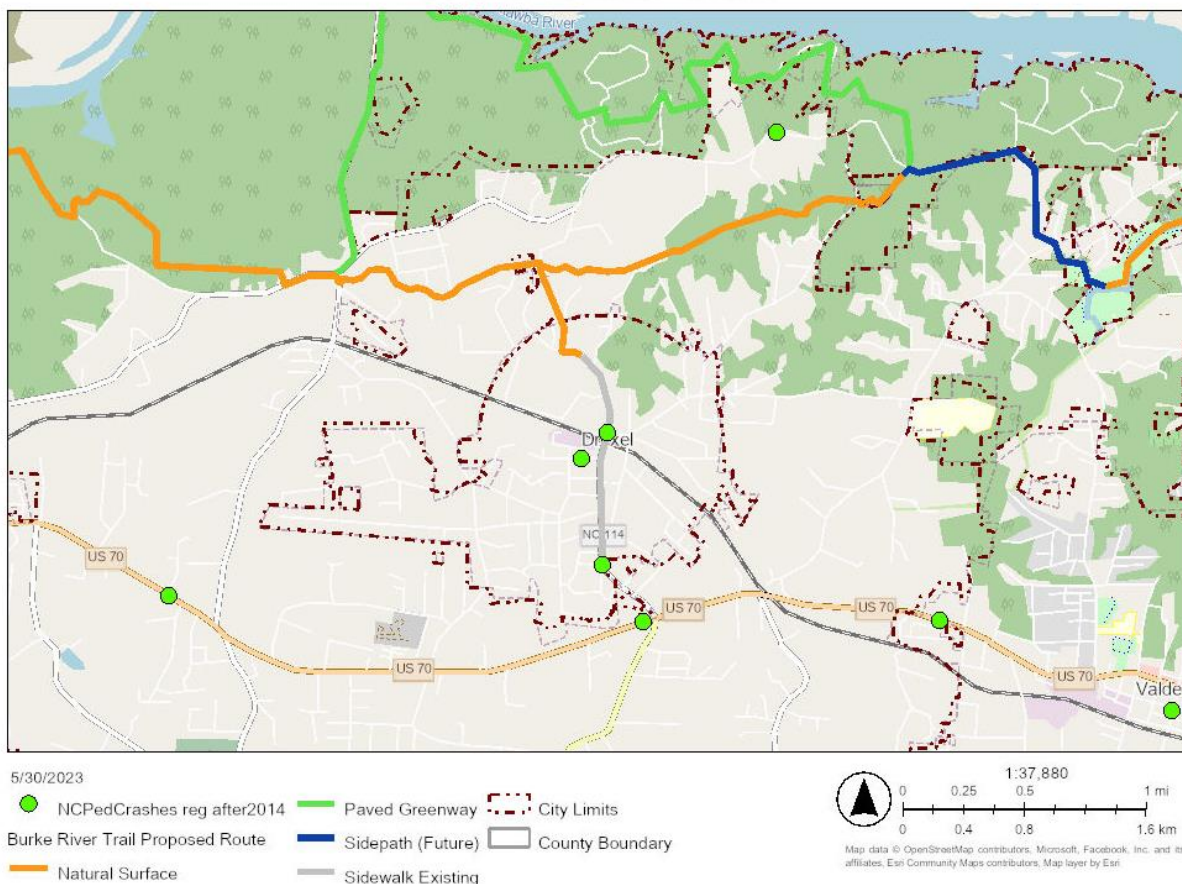 wba River
Drexel
NC 114
US 70
US 70
US 70
US 70
US 70
Valde
5/30/2023
NCPedCrashes reg after2014
Burke River Trail Proposed Route
Natural Surface
Paved Greenway
Sidepath (Future)
Sidewalk Existing
City Limits
County Boundary
1:37,880
0 0.25 0.5 1 mi
0 0.4 0.8 1.6 km
Map data © OpenStreetMap contributors, Microsoft, Facebook, Inc. and its
affiliates, Esri Community Maps contributors, Map layer by Esri